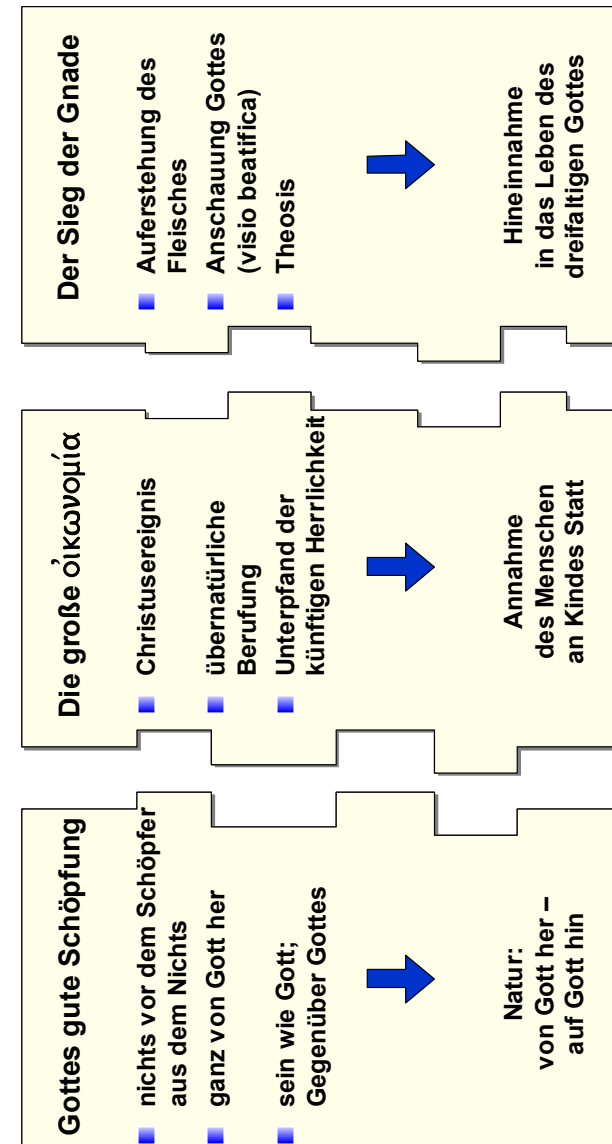 Gottes gute Schöpfung
nichts vor dem Schöpfer
aus dem Nichts
ganz von Gott her
sein wie Gott;
Gegenüber Gottes
Natur:
von Gott her –
auf Gott hin
Die große οἰκωνομία
Christusereignis
übernatürliche
Berufung
Unterpfand der
künftigen Herrlichkeit
Annahme
des Menschen
an Kindes Statt
Der Sieg der Gnade
Auferstehung des
Fleisches
Anschauung Gottes
(visio beatifica)
Theosis
Hineinnahme
in das Leben des
dreifaltigen Gottes